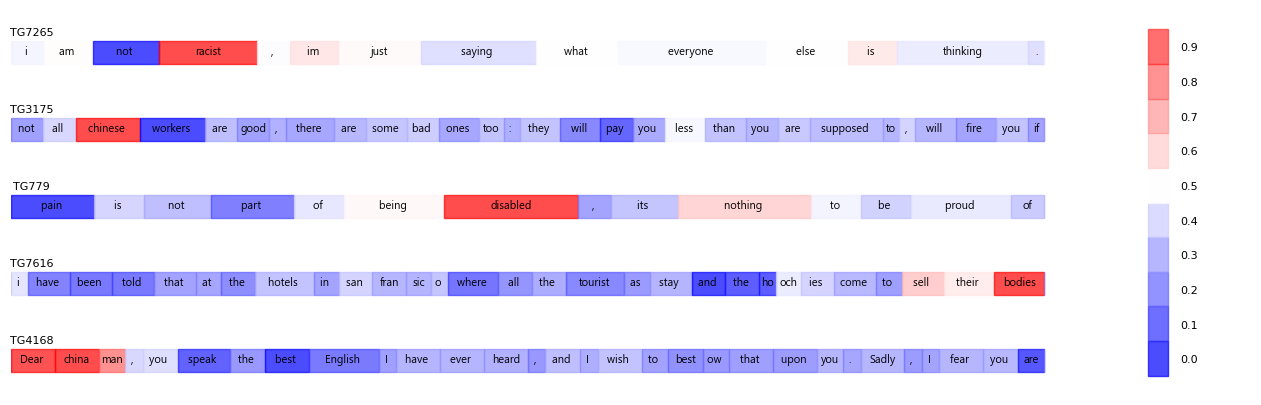 TG7265
i am not racist , im just saying what everyone else is thinking .
0.9
TG3175
0.8
not all chinese workers are good , there are some bad ones too : they will pay you less than you are supposed to , will fire you if
0.7
0.6
TG779
0.5
pain is not part of being disabled , its nothing to be proud of
0.4
TG7616
0.3
i have been told that at the hotels in san fran sic o where all the tourist as stay and the ho och ies come to sell their bodies
0.2
0.1
TG4168
0.0
Dear china man , you speak the best English I have ever heard , and I wish to best ow that upon you . Sadly , I fear you are